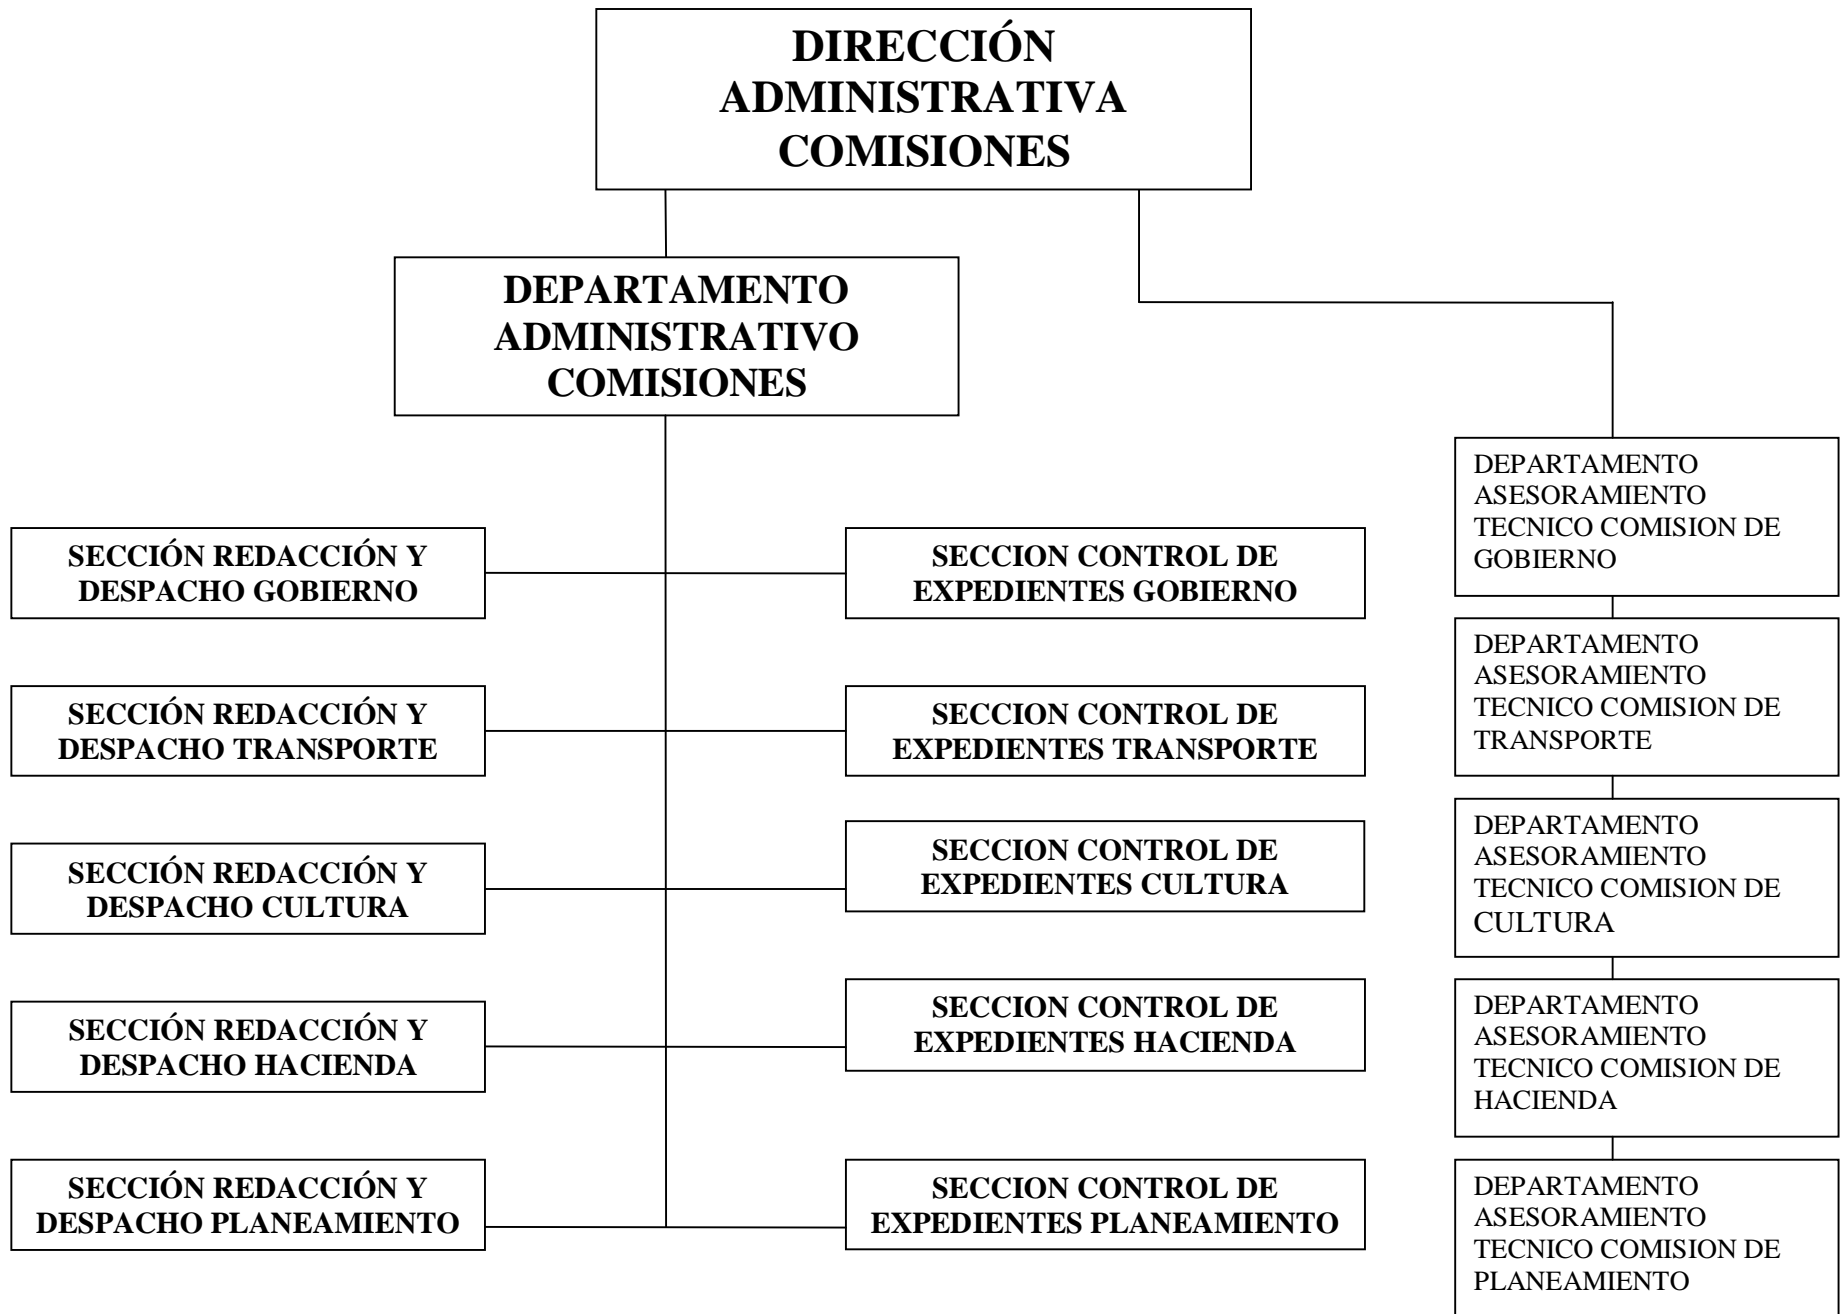 DIRECCIÓN
ADMINISTRATIVA
COMISIONES
DEPARTAMENTO
ADMINISTRATIVO
COMISIONES
SECCIÓN REDACCIÓN Y
DESPACHO GOBIERNO
SECCION CONTROL DE
EXPEDIENTES GOBIERNO
SECCIÓN REDACCIÓN Y
DESPACHO TRANSPORTE
SECCION CONTROL DE
EXPEDIENTES TRANSPORTE
SECCIÓN REDACCIÓN Y
DESPACHO CULTURA
SECCION CONTROL DE
EXPEDIENTES CULTURA
SECCIÓN REDACCIÓN Y
DESPACHO HACIENDA
SECCION CONTROL DE
EXPEDIENTES HACIENDA
SECCIÓN REDACCIÓN Y
DESPACHO PLANEAMIENTO
SECCION CONTROL DE
EXPEDIENTES PLANEAMIENTO
DEPARTAMENTO
ASESORAMIENTO
TECNICO COMISION DE
GOBIERNO
DEPARTAMENTO
ASESORAMIENTO
TECNICO COMISION DE
TRANSPORTE
DEPARTAMENTO
ASESORAMIENTO
TECNICO COMISION DE
CULTURA
DEPARTAMENTO
ASESORAMIENTO
TECNICO COMISION DE
HACIENDA
DEPARTAMENTO
ASESORAMIENTO
TECNICO COMISION DE
PLANEAMIENTO